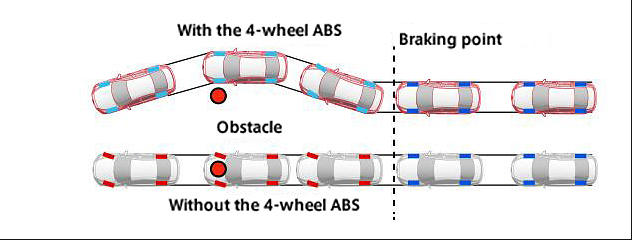 With the 4-wheel ABS
Braking point
Obstacle
Without the 4-wheel ABS